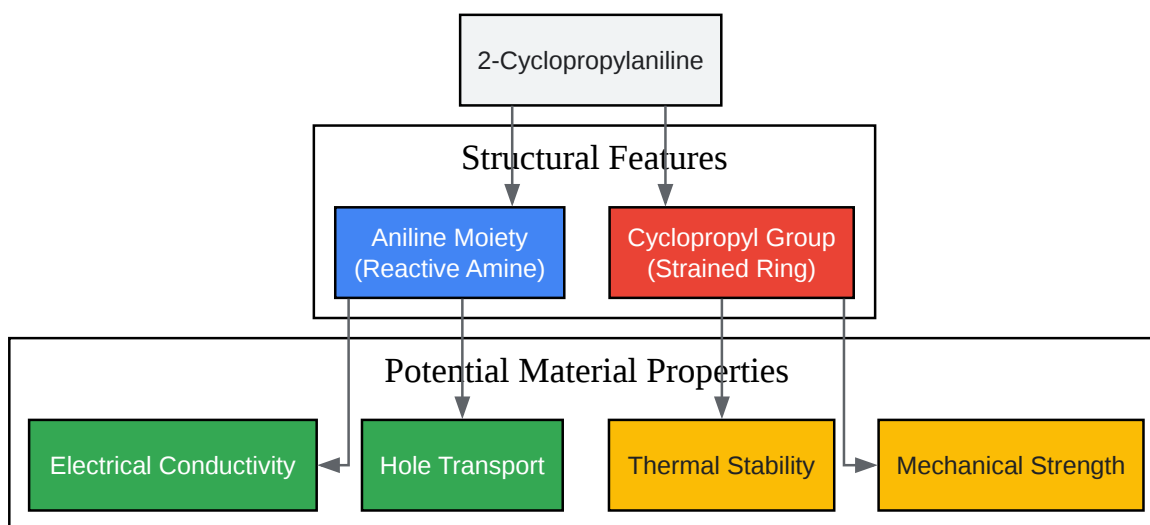 2-Cyclopropylaniline
Structural Features
Aniline Moiety
(Reactive Amine)
Cyclopropyl Group
(Strained Ring)
Potential Material Properties
Electrical Conductivity
Hole Transport
Thermal Stability
Mechanical Strength